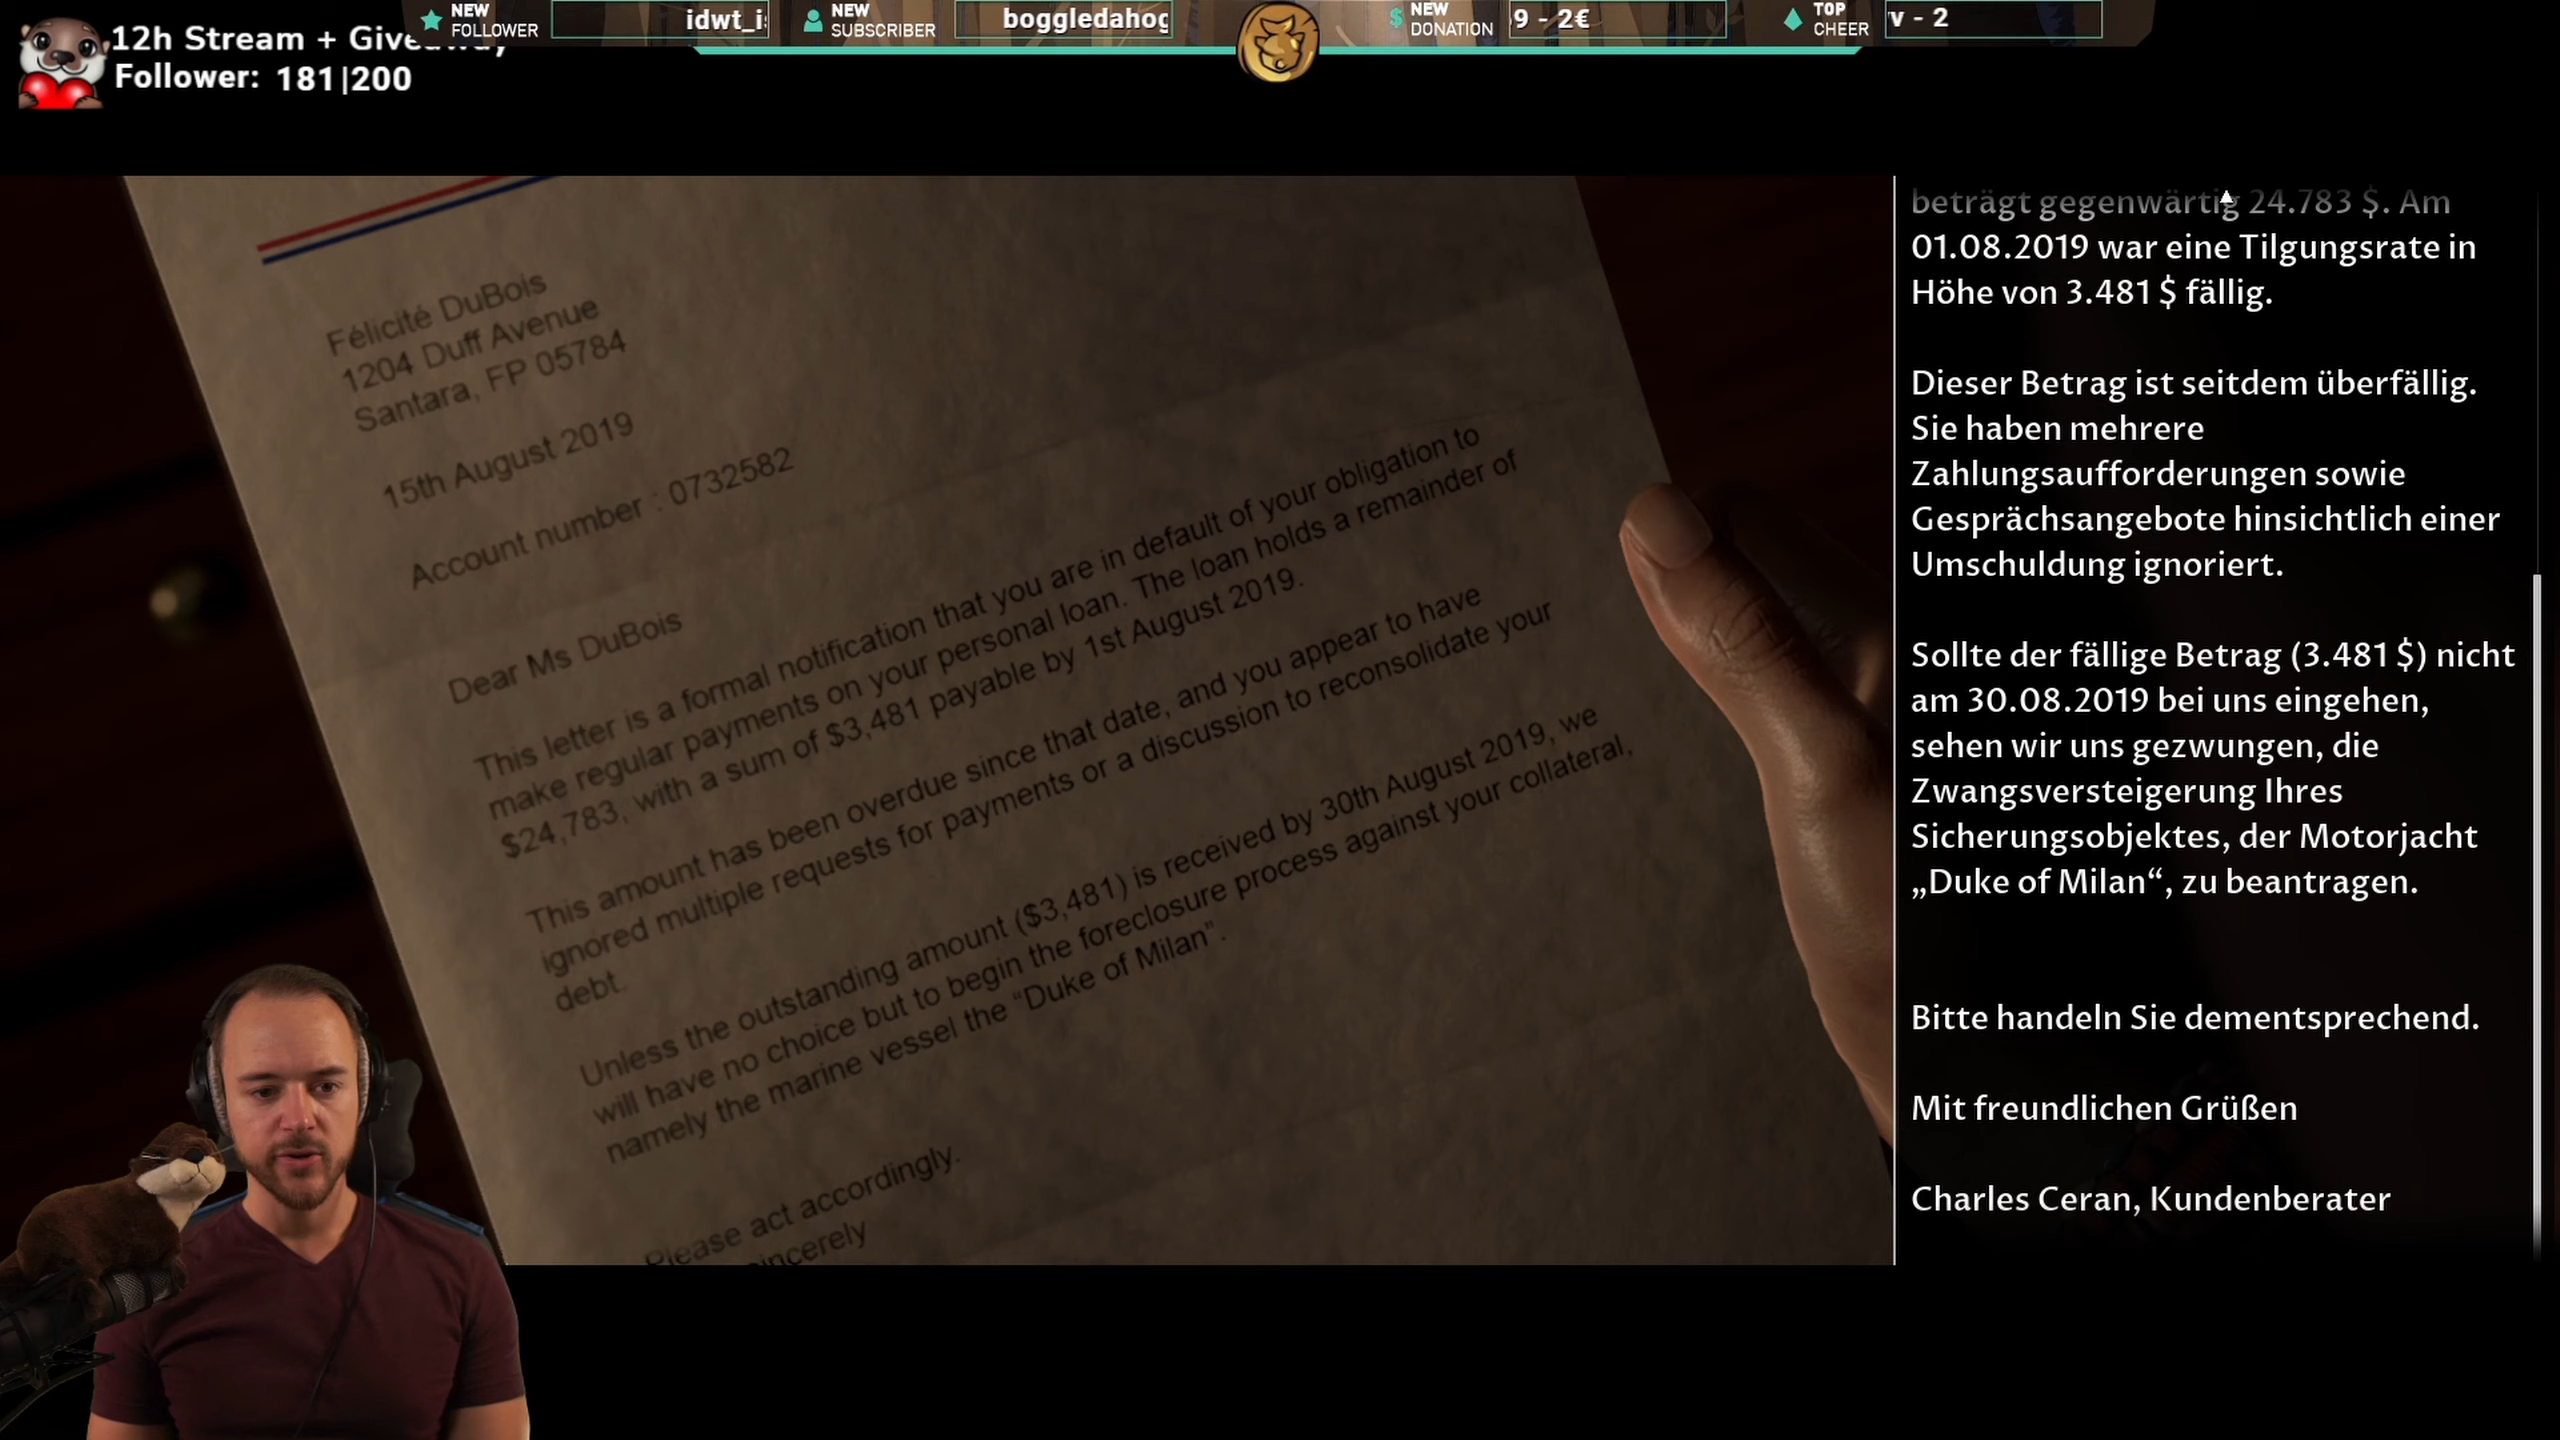 12h Stream + Giveaway
Follower: 181|200
NEW FOLLOWER
idwt_i
NEW SUBSCRIBER
boggledahog
NEW DONATION
9 - 2€
TOP CHEER
v - 2
Félicité DuBois
1204 Duff Avenue
Santara, FP 05784
15th August 2019
Account number : 0732582
Dear Ms DuBois
This letter is a formal notification that you are in default of your obligation to
make regular payments on your personal loan. The loan holds a remainder of
$24,783, with a sum of $3,481 payable by 1st August 2019.
This amount has been overdue since that date, and you appear to have
ignored multiple requests for payments or a discussion to reconsolidate your
debt.
Unless the outstanding amount ($3,481) is received by 30th August 2019, we
will have no choice but to begin the foreclosure process against your collateral,
namely the marine vessel the “Duke of Milan”.
Please act accordingly.
sincerely
beträgt gegenwärtig 24.783 $. Am
01.08.2019 war eine Tilgungsrate in
Höhe von 3.481 $ fällig.
Dieser Betrag ist seitdem überfällig.
Sie haben mehrere
Zahlungsaufforderungen sowie
Gesprächsangebote hinsichtlich einer
Umschuldung ignoriert.
Sollte der fällige Betrag (3.481 $) nicht
am 30.08.2019 bei uns eingehen,
sehen wir uns gezwungen, die
Zwangsversteigerung Ihres
Sicherungsobjektes, der Motorjacht
„Duke of Milan“, zu beantragen.
Bitte handeln Sie dementsprechend.
Mit freundlichen Grüßen
Charles Ceran, Kundenberater